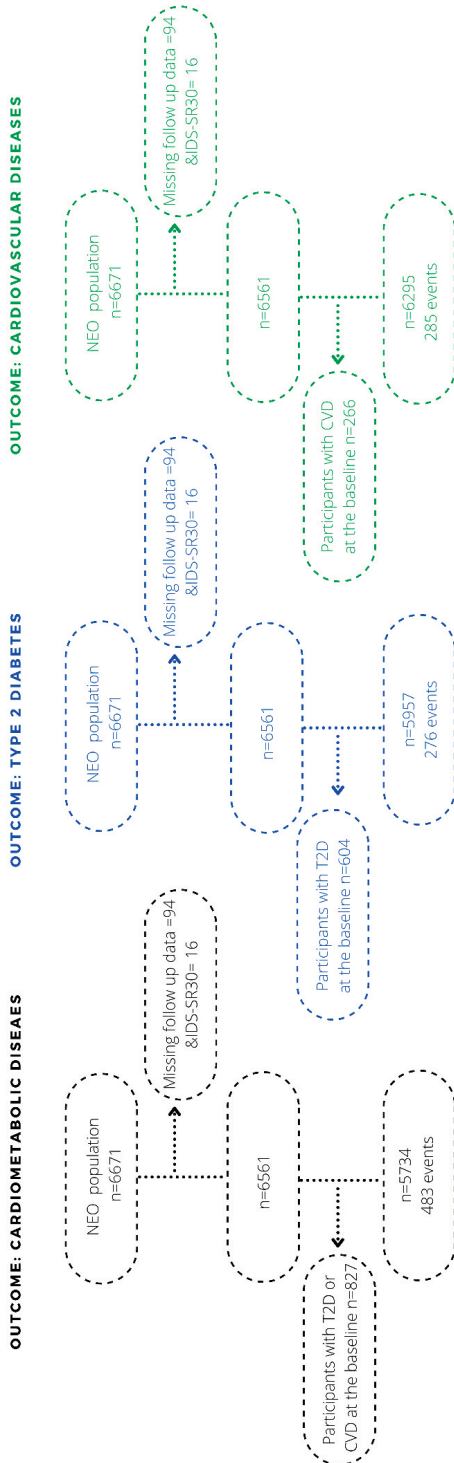 OUTCOME: CARDIOMETABOLIC DISEAES
NEO population
n=6671
Missing follow up data =94
&IDS-SR30= 16
n=6561
Participants with T2D or
CVD at the baseline n=827
n=5734
483 events
OUTCOME: TYPE 2 DIABETES
NEO population
n=6671
Missing follow up data =94
&IDS-SR30= 16
n=6561
Participants with T2D
at the baseline n=604
n=5957
276 events
OUTCOME: CARDIOVASCULAR DISEASES
NEO population
n=6671
Missing follow up data =94
&IDS-SR30= 16
n=6561
Participants with CVD
at the baseline n=266
n=6295
285 events